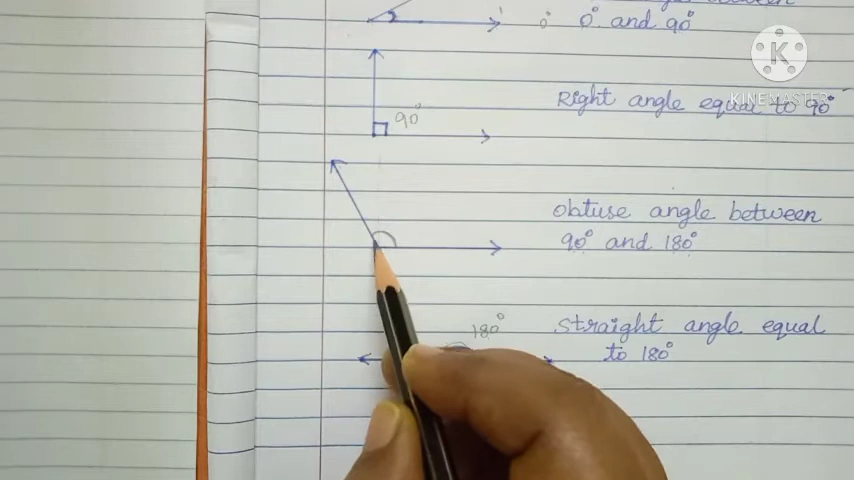 0° 0° and 90°
K
KINEMASTER
90°
Right angle equal to 90°
obtuse angle between
90° and 180°
180°
straight angle equal
to 180°